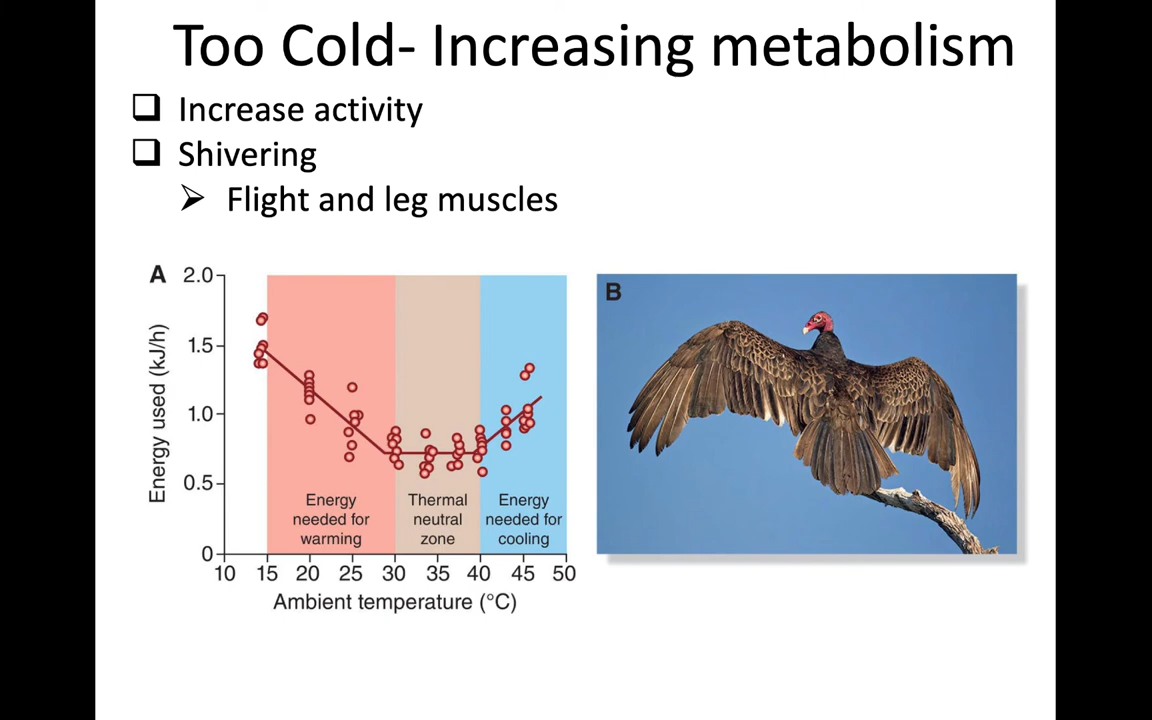 Too Cold- Increasing metabolism
❑ Increase activity
❑ Shivering
➢ Flight and leg muscles
A
2.0
1.5
1.0
0.5
0
Energy used (kJ/h)
Energy
needed for
warming
Thermal
neutral
zone
Energy
needed for
cooling
10 15 20 25 30 35 40 45 50
Ambient temperature (°C)
B